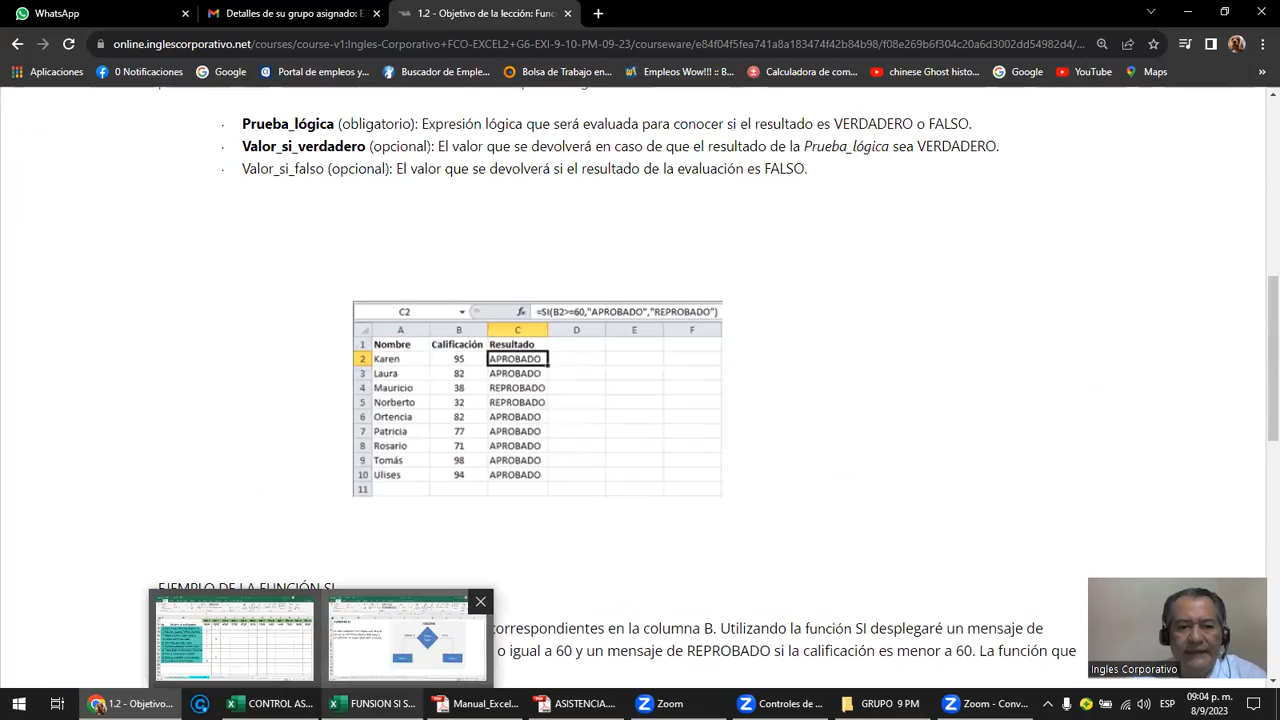 WhatsApp
Detalles de su grupo asignado: E
1.2 - Objetivo de la lección: Func
online.inglescorporativo.net/courses/course-v1:Ingles-Corporativo+FCO-EXCEL2+G6-EXI-9-10-PM-09-23/courseware/e84f04f5fea741a8a183474f42b84b98/f08e269b6f304c20a6d3002dd54982d4/...
Aplicaciones
0 Notificaciones
Google
Portal de empleos y...
Buscador de Emple...
Bolsa de Trabajo en...
Empleos Wow!!! :: B...
Calculadora de com...
chinese Ghost histo...
Google
YouTube
Maps
Prueba_lógica (obligatorio): Expresión lógica que será evaluada para conocer si el resultado es VERDADERO o FALSO.
Valor_si_verdadero (opcional): El valor que se devolverá en caso de que el resultado de la Prueba_lógica sea VERDADERO.
Valor_si_falso (opcional): El valor que se devolverá si el resultado de la evaluación es FALSO.
C2 fx =SI(B2>=60,"APROBADO","REPROBADO")
A B C D E F
1 Nombre Calificación Resultado
2 Karen 95 APROBADO
3 Laura 82 APROBADO
4 Mauricio 38 REPROBADO
5 Norberto 32 REPROBADO
6 Ortencia 82 APROBADO
7 Patricia 77 APROBADO
8 Rosario 71 APROBADO
9 Tomás 98 APROBADO
10 Ulises 94 APROBADO
11
EJEMPLO DE LA FUNCIÓN SI
correspondientes en la columna B. Utilizando la función SI desplegaré un mensaje de
o igual a 60 y un mensaje de REPROBADO si la calificación es menor a 60. La función que
Ingles Corporativo
1.2 - Objetivo...
CONTROL AS...
FUNSION SI S...
Manual_Excel...
ASISTENCIA....
Zoom
Controles de ...
GRUPO 9 PM
Zoom - Conv...
ESP
09:04 p. m.
8/9/2023